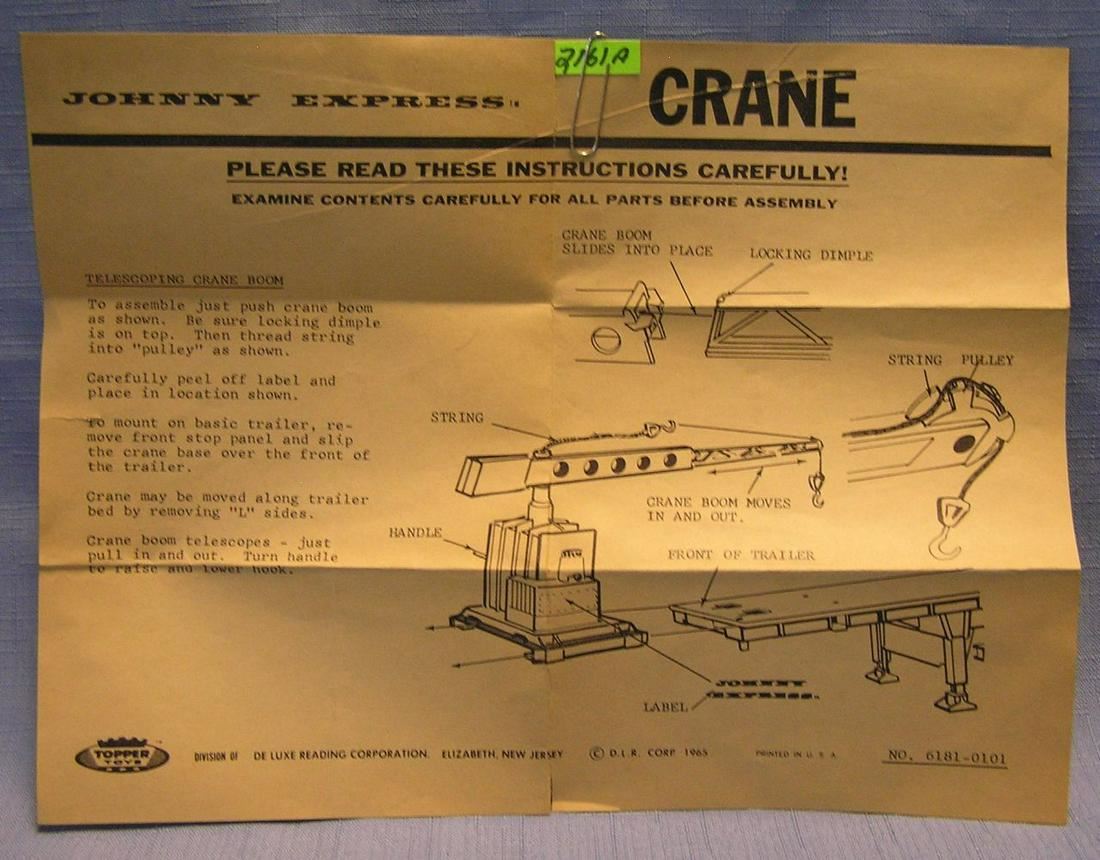 2161A
JOHNNY EXPRESS
CRANE
PLEASE READ THESE INSTRUCTIONS CAREFULLY!
EXAMINE CONTENTS CAREFULLY FOR ALL PARTS BEFORE ASSEMBLY
TELESCOPING CRANE BOOM
To assemble just push crane boom
as shown. Be sure locking dimple
is on top. Then thread string
into "pulley" as shown.
Carefully peel off label and
place in location shown.
To mount on basic trailer, re-
move front stop panel and slip
the crane base over the front of
the trailer.
Crane may be moved along trailer
bed by removing "L" sides.
Crane boom telescopes - just
pull in and out. Turn handle
to raise and lower hook.
CRANE BOOM
SLIDES INTO PLACE
LOCKING DIMPLE
STRING PULLEY
STRING
CRANE BOOM MOVES
IN AND OUT.
HANDLE
FRONT OF TRAILER
JOHNNY
EXPRESS
LABEL
TOPPER
TOYS
DIVISION OF DE LUXE READING CORPORATION, ELIZABETH, NEW JERSEY © D.L.R. CORP 1965 PRINTED IN U.S.A. NO. 6181-0101